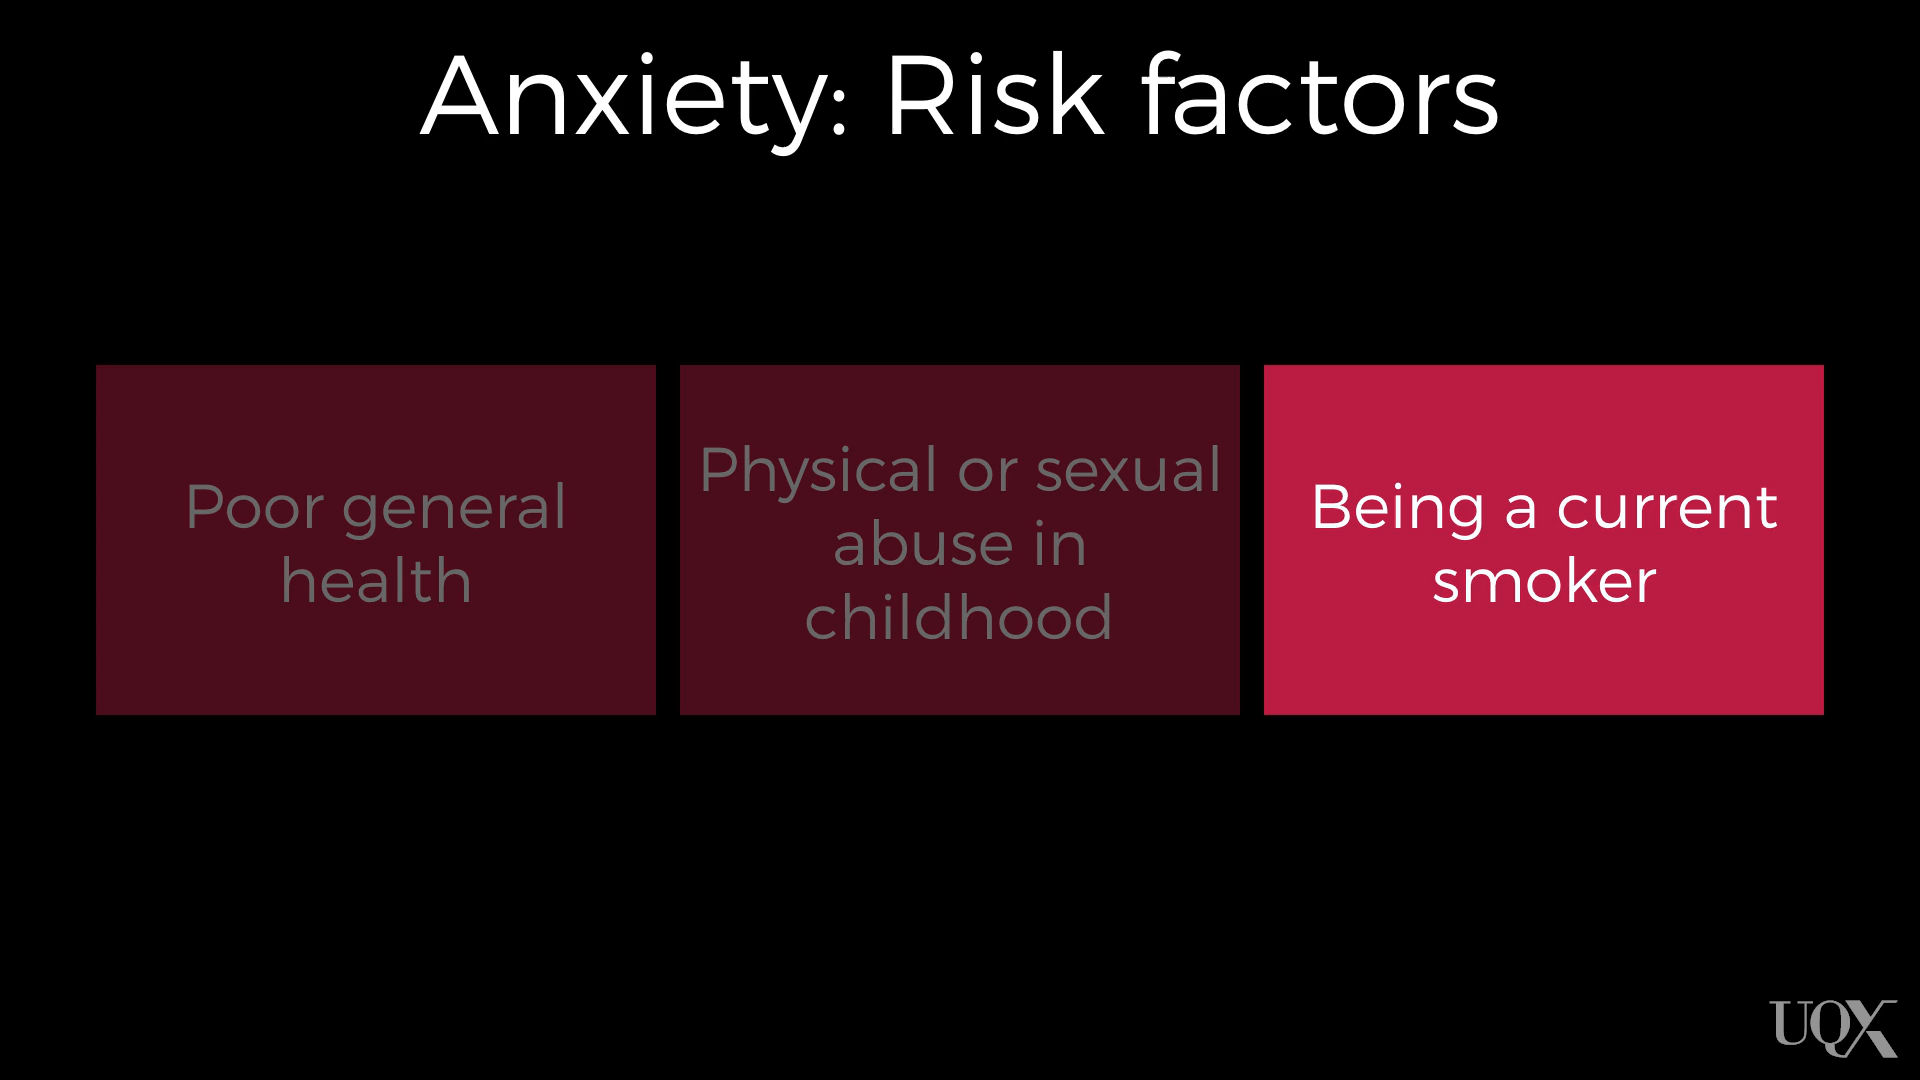 Anxiety: Risk factors
Poor general
health
Physical or sexual
abuse in
childhood
Being a current
smoker
UQX